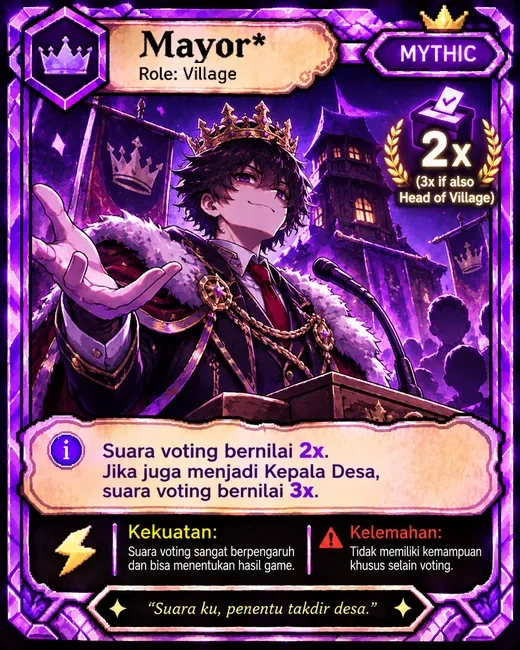 Mayor*
Role: Village
MYTHIC
2x
(3x if also
Head of Village)
i
Suara voting bernilai 2x.
Jika juga menjadi Kepala Desa,
suara voting bernilai 3x.
Kekuatan:
Suara voting sangat berpengaruh
dan bisa menentukan hasil game.
Kelemahan:
Tidak memiliki kemampuan
khusus selain voting.
"Suara ku, penentu takdir desa."